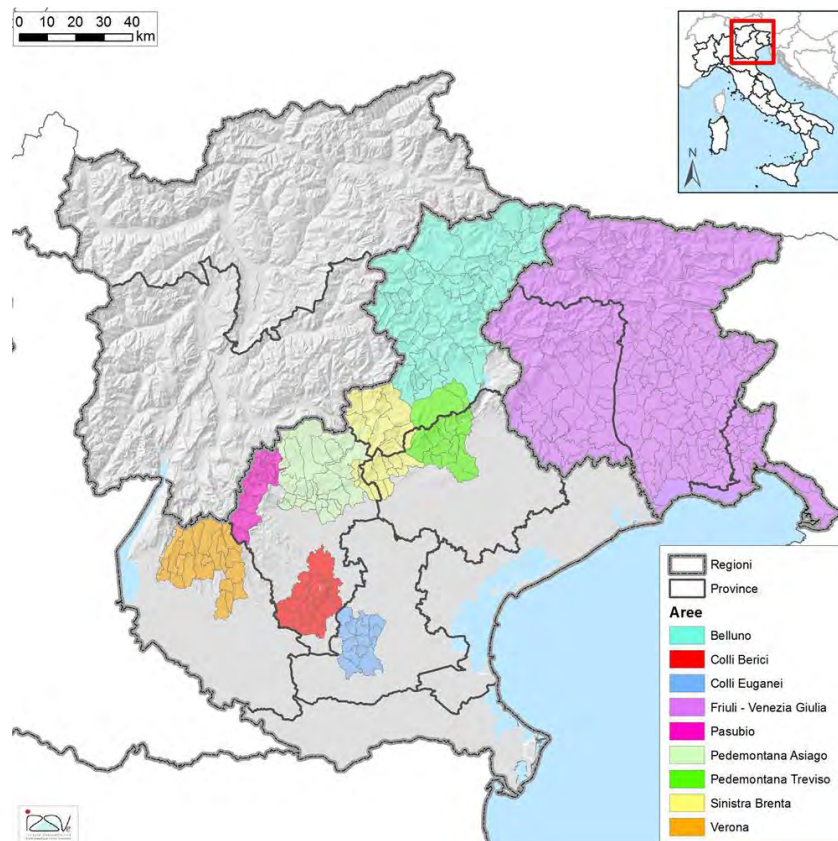 0 10 20 30 40
km
N
Regioni
Province
Aree
Belluno
Colli Berici
Colli Euganei
Friuli - Venezia Giulia
Pasubio
Pedemontana Asiago
Pedemontana Treviso
Sinistra Brenta
Verona